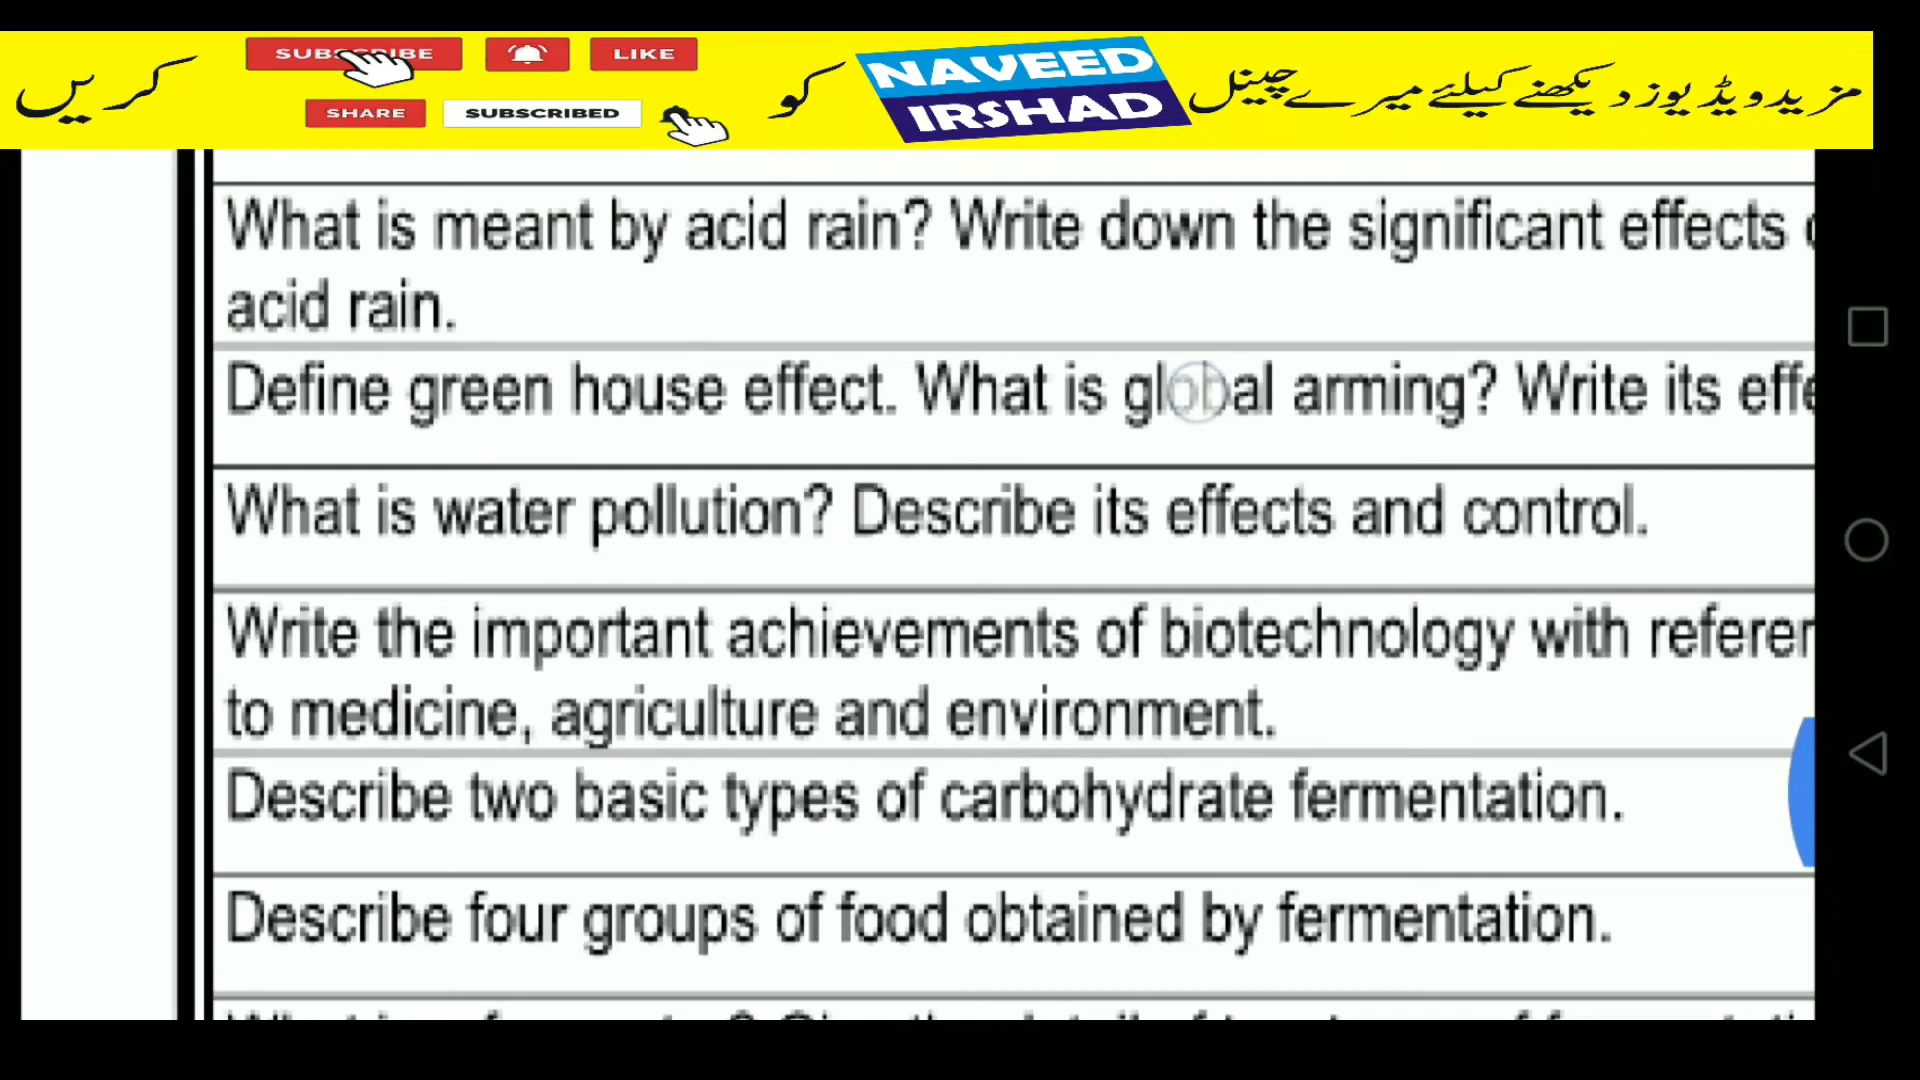 مزید ویڈیوز دیکھنے کیلئے میرے چینل NAVEED IRSHAD کو SUBSCRIBE LIKE کریں
SHARE SUBSCRIBED
What is meant by acid rain? Write down the significant effects
acid rain.
Define green house effect. What is global arming? Write its effe
What is water pollution? Describe its effects and control.
Write the important achievements of biotechnology with referen
to medicine, agriculture and environment.
Describe two basic types of carbohydrate fermentation.
Describe four groups of food obtained by fermentation.